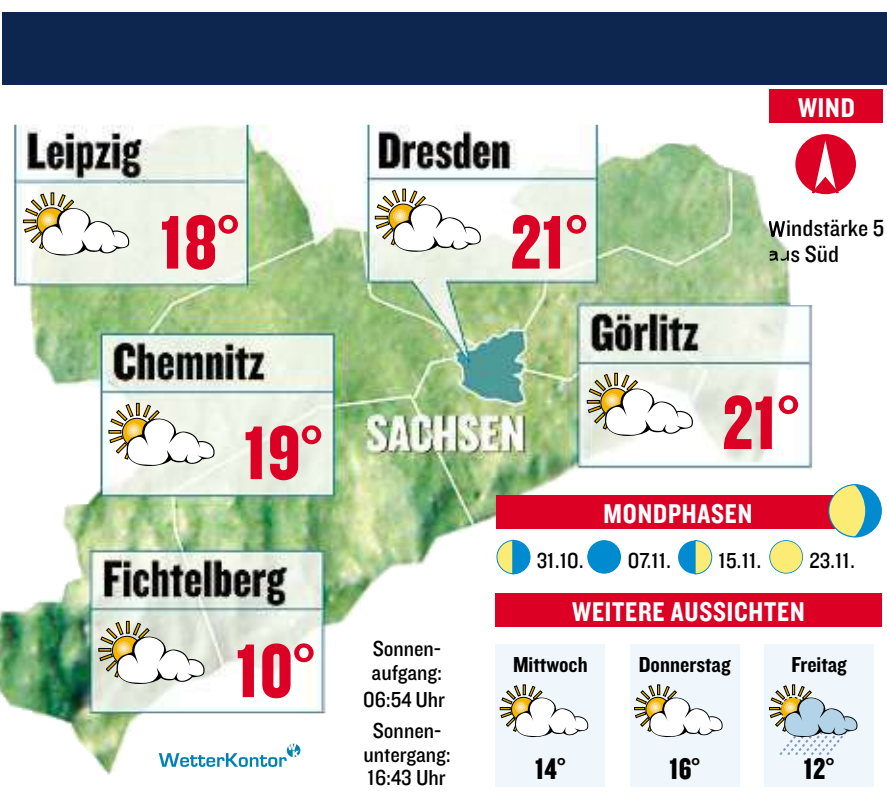 WIND
Windstärke 5
aus Süd
Leipzig
18°
Dresden
21°
Görlitz
21°
Chemnitz
19°
SACHSEN
Fichtelberg
10°
MONDPHASEN
31.10. 07.11. 15.11. 23.11.
WEITERE AUSSICHTEN
Mittwoch Donnerstag Freitag
14° 16° 12°
Sonnen-
aufgang:
06:54 Uhr
Sonnen-
untergang:
16:43 Uhr
WetterKontor